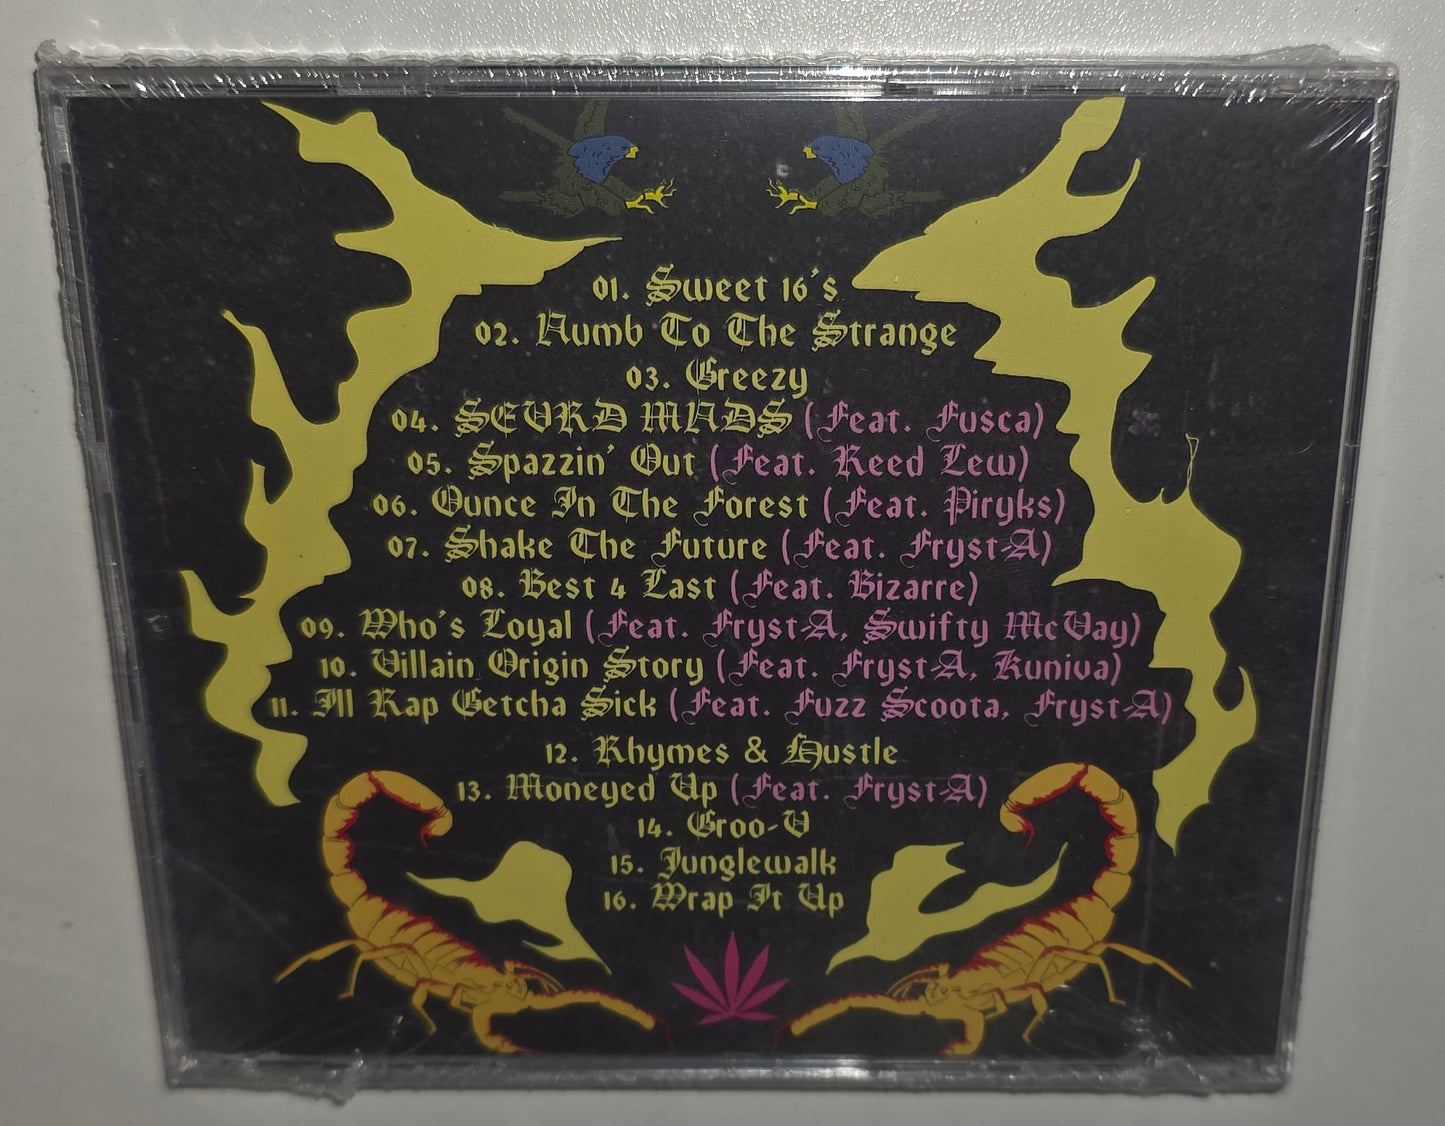 01. Sweet 16's
02. Numb To The Strange
03. Greezy
04. SEVRD MNDS (Feat. Fusca)
05. Spazzin' Out (Feat. Reed Lew)
06. Ounce In The Forest (Feat. Piryks)
07. Shake The Future (Feat. Fryst-A)
08. Best 4 Last (Feat. Bizarre)
09. Who's Loyal (Feat. Fryst-A, Swifty McVay)
10. Villain Origin Story (Feat. Fryst-A, Kuniva)
11. Ill Rap Getcha Sick (Feat. Fuzz Scoota, Fryst-A)
12. Rhymes & Hustle
13. Moneyed Up (Feat. Fryst-A)
14. Groo-V
15. Junglewalk
16. Wrap It Up